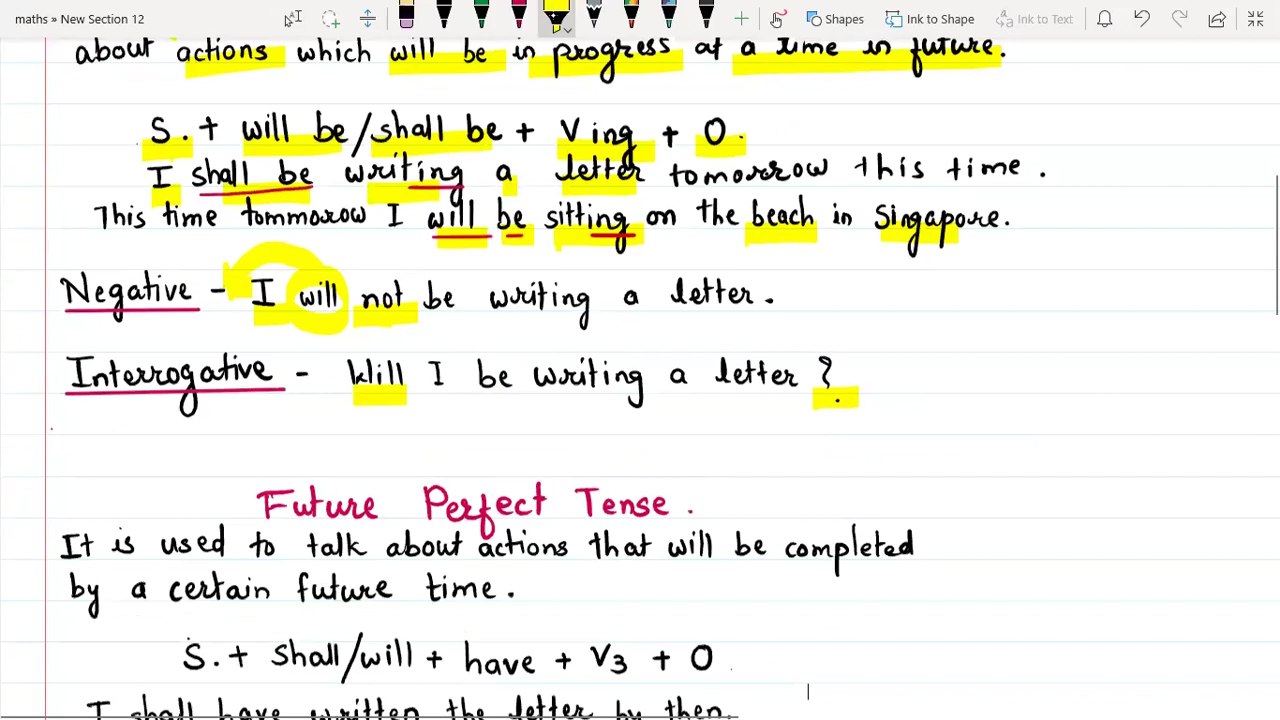 maths » New Section 12
Shapes
Ink to Shape
Ink to Text
about actions which will be in progress at a time in future.
S. + will be/shall be + V ing + O.
I shall be writing a letter tomorrow this time.
This time tommorow I will be sitting on the beach in Singapore.
Negative - I will not be writing a letter.
Interrogative - Will I be writing a letter ?
Future Perfect Tense.
It is used to talk about actions that will be completed
by a certain future time.
S. + shall/will + have + V3 + O
I shall have written the letter by then.